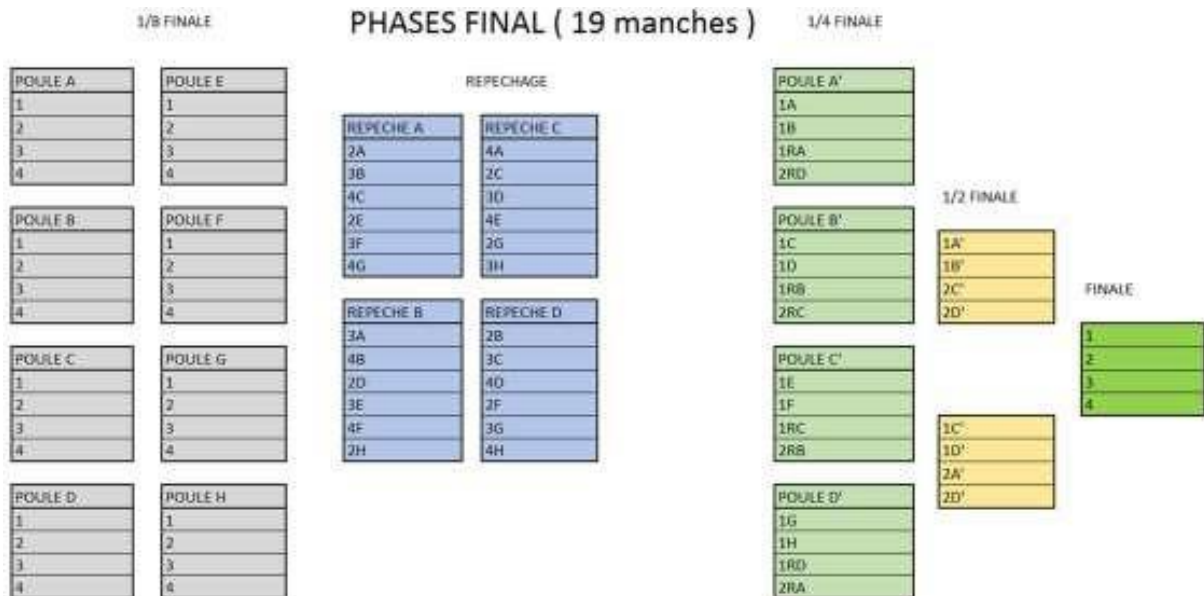 1/8 FINALE
PHASES FINAL ( 19 manches )
1/4 FINALE
POULE A
1
2
3
4
POULE E
1
2
3
4
POULE B
1
2
3
4
POULE F
1
2
3
4
POULE C
1
2
3
4
POULE G
1
2
3
4
POULE D
1
2
3
4
POULE H
1
2
3
4
REPECHAGE
REPECHE A
2A
3B
4C
2E
3F
4G
REPECHE C
4A
2C
3D
4E
2G
3H
REPECHE B
3A
4B
2D
3E
4F
2H
REPECHE D
2B
3C
4D
2F
3G
4H
POULE A'
1A
1B
1RA
2RD
POULE B'
1C
1D
1RB
2RC
POULE C'
1E
1F
1RC
2RB
POULE D'
1G
1H
1RD
2RA
1/2 FINALE
1A'
1B'
2C'
2D'
1C'
1D'
2A'
2D'
FINALE
1
2
3
4